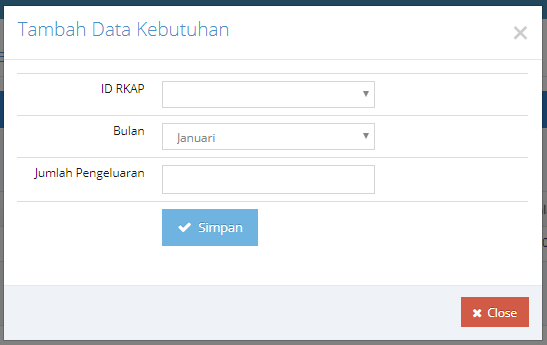 Tambah Data Kebutuhan
ID RKAP
Bulan
Januari
Jumlah Pengeluaran
Simpan
Close